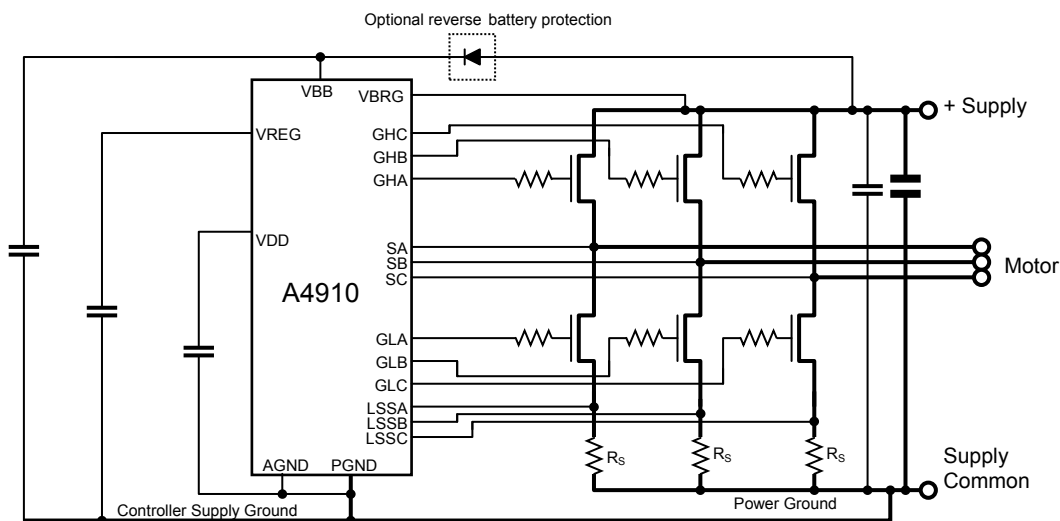 Optional reverse battery protection
VBB
VBRG
+ Supply
VREG
GHC
GHB
GHA
VDD
SA
SB
SC
Motor
A4910
GLA
GLB
GLC
LSSA
LSSB
LSSC
RS
RS
RS
AGND
PGND
Supply
Common
Controller Supply Ground
Power Ground